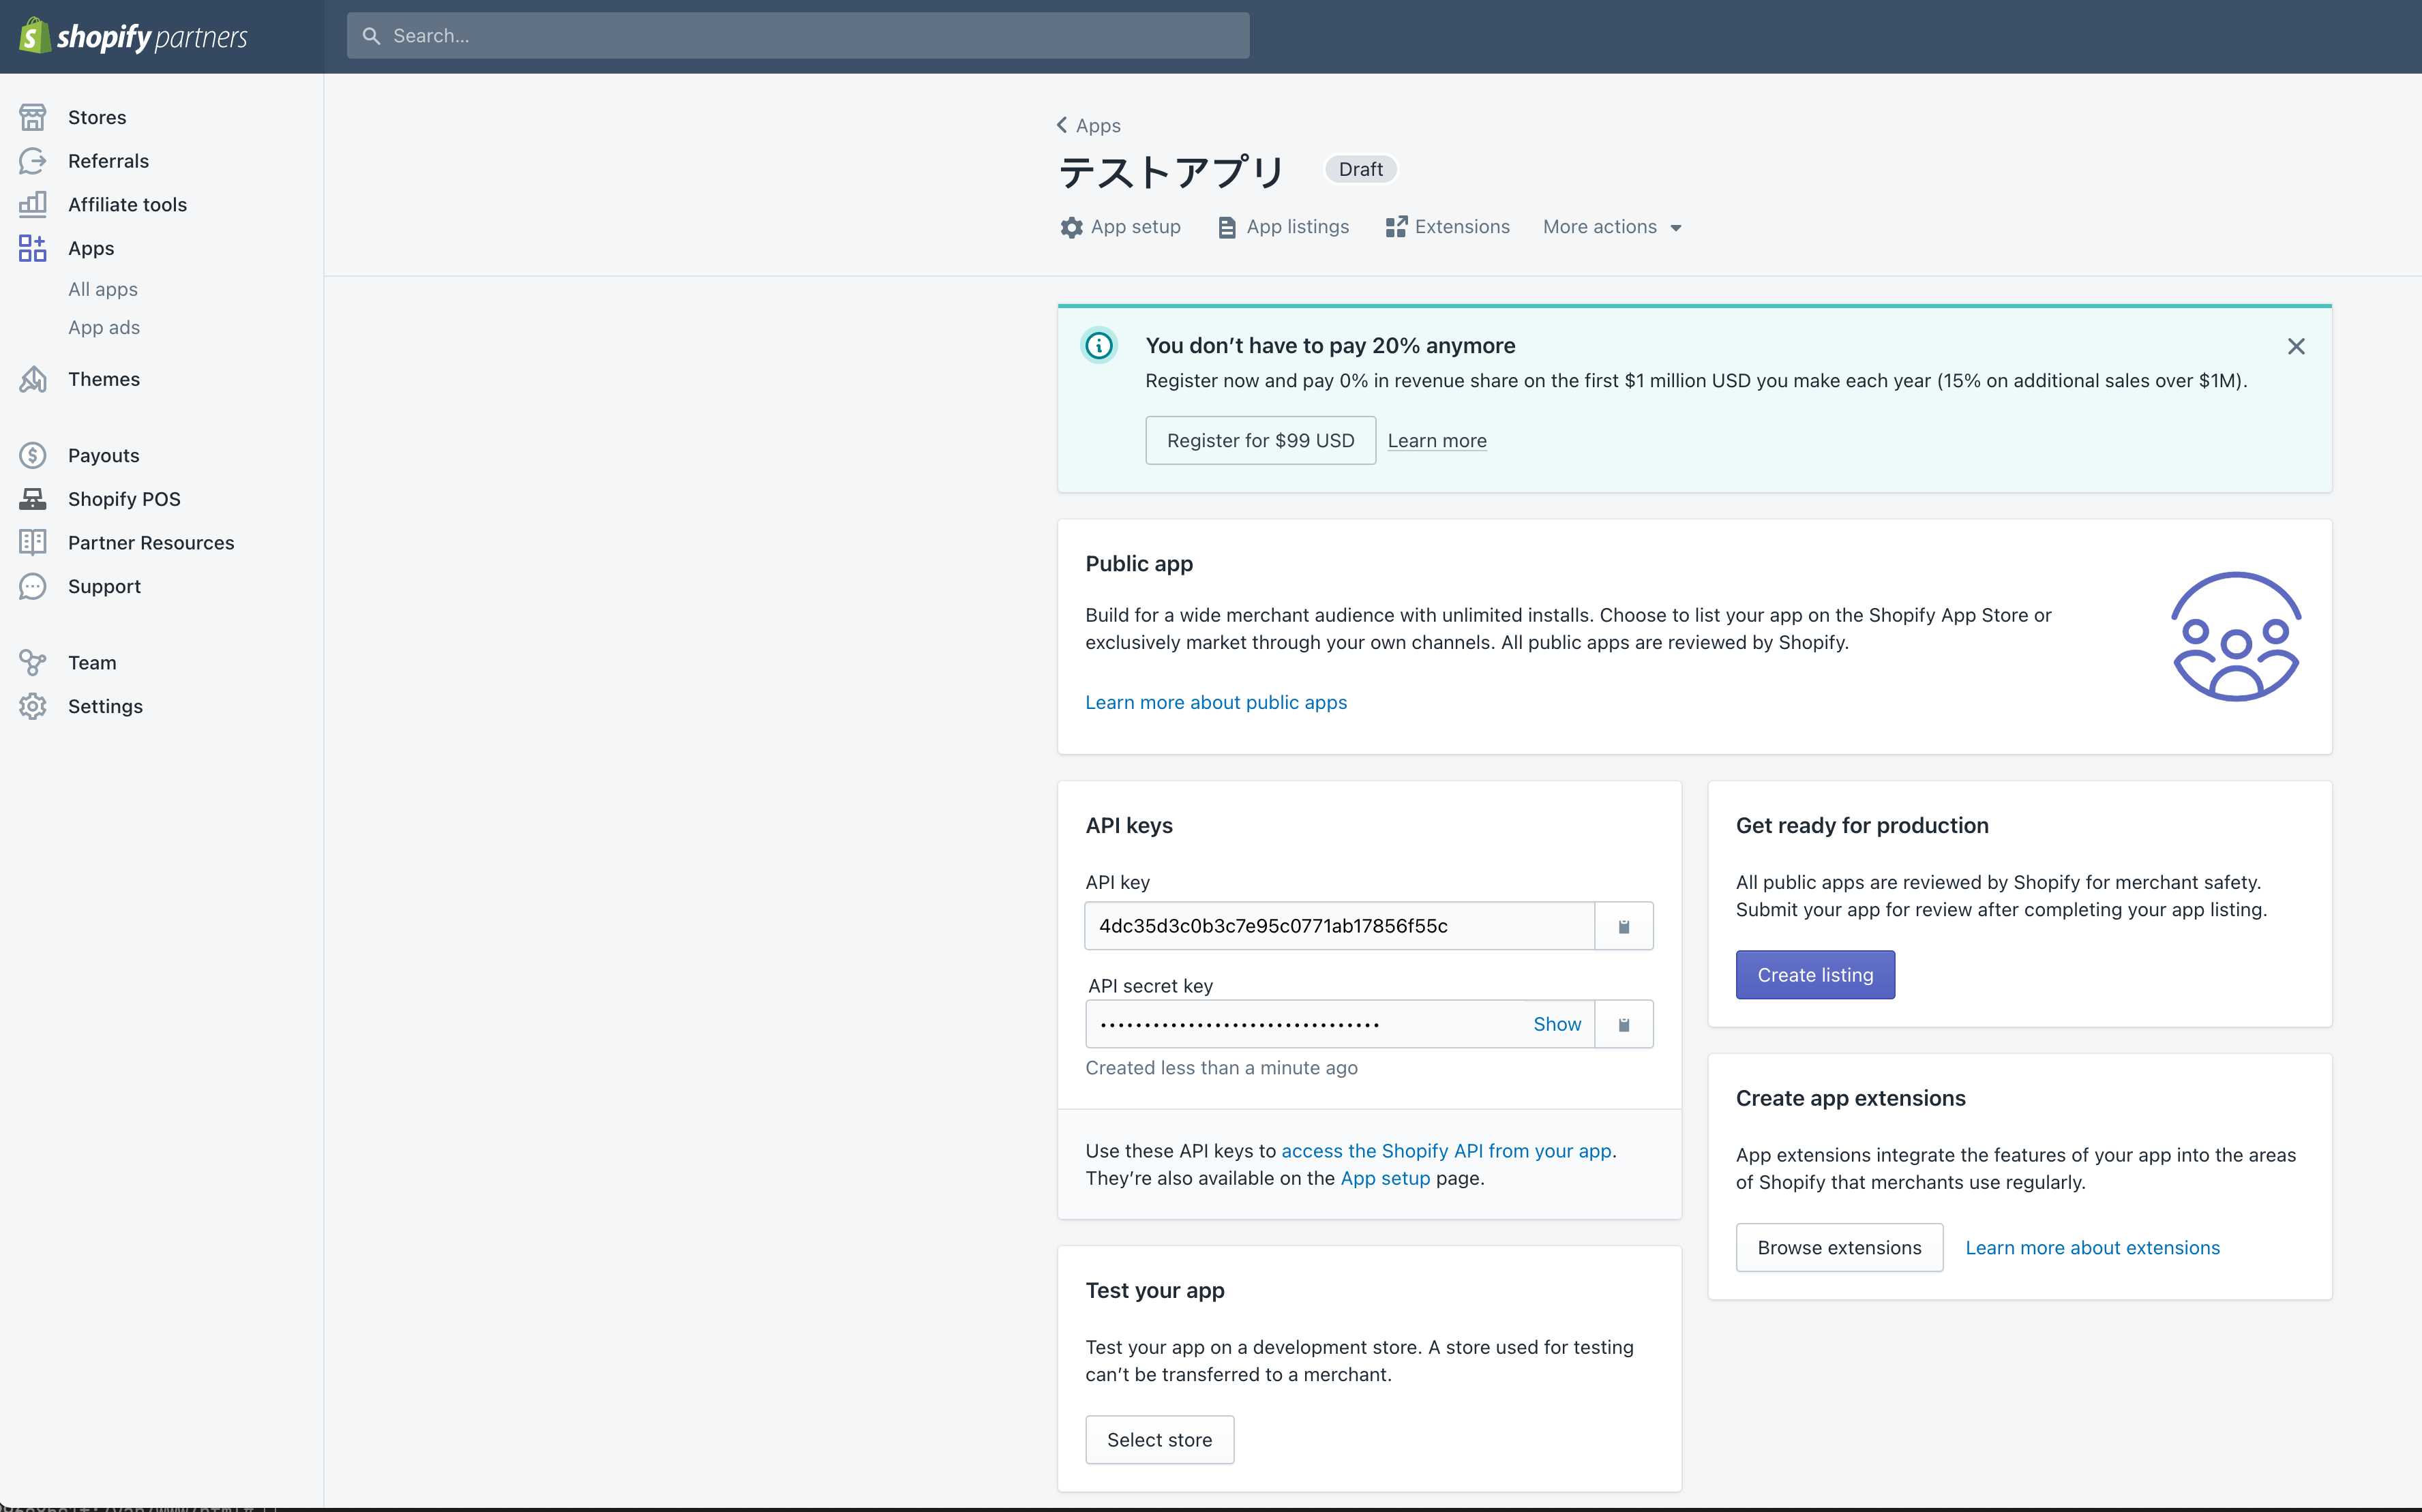 shopify partners
Search...
Stores
Referrals
Affiliate tools
Apps
All apps
App ads
Themes
Payouts
Shopify POS
Partner Resources
Support
Team
Settings
Apps
テストアプリ Draft
App setup App listings Extensions More actions
You don’t have to pay 20% anymore
Register now and pay 0% in revenue share on the first $1 million USD you make each year (15% on additional sales over $1M).
Register for $99 USD Learn more
Public app
Build for a wide merchant audience with unlimited installs. Choose to list your app on the Shopify App Store or
exclusively market through your own channels. All public apps are reviewed by Shopify.
Learn more about public apps
API keys
API key
4dc35d3c0b3c7e95c0771ab17856f55c
API secret key
•••••••••••••••••••••••••••••••• Show
Created less than a minute ago
Use these API keys to access the Shopify API from your app.
They’re also available on the App setup page.
Test your app
Test your app on a development store. A store used for testing
can’t be transferred to a merchant.
Select store
Get ready for production
All public apps are reviewed by Shopify for merchant safety.
Submit your app for review after completing your app listing.
Create listing
Create app extensions
App extensions integrate the features of your app into the areas
of Shopify that merchants use regularly.
Browse extensions Learn more about extensions